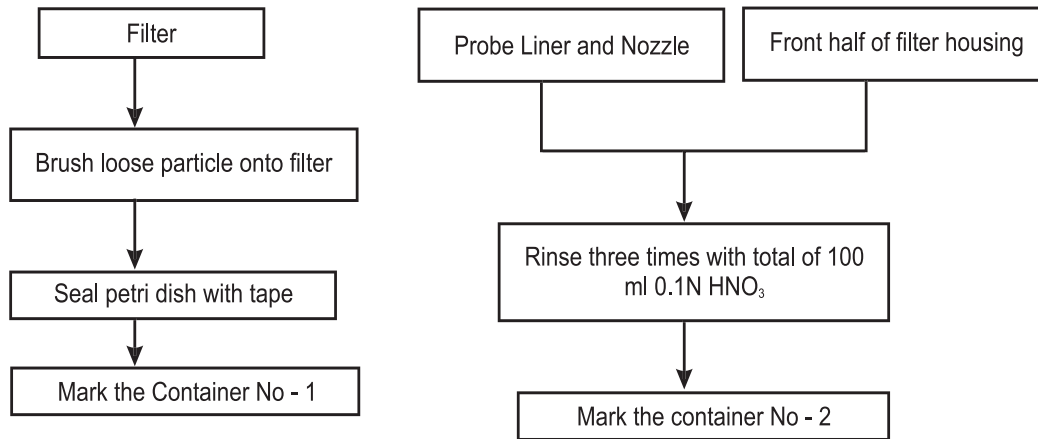 Filter
Brush loose particle onto filter
Seal petri dish with tape
Mark the Container No - 1
Probe Liner and Nozzle
Front half of filter housing
Rinse three times with total of 100
ml 0.1N HNO₃
Mark the container No - 2